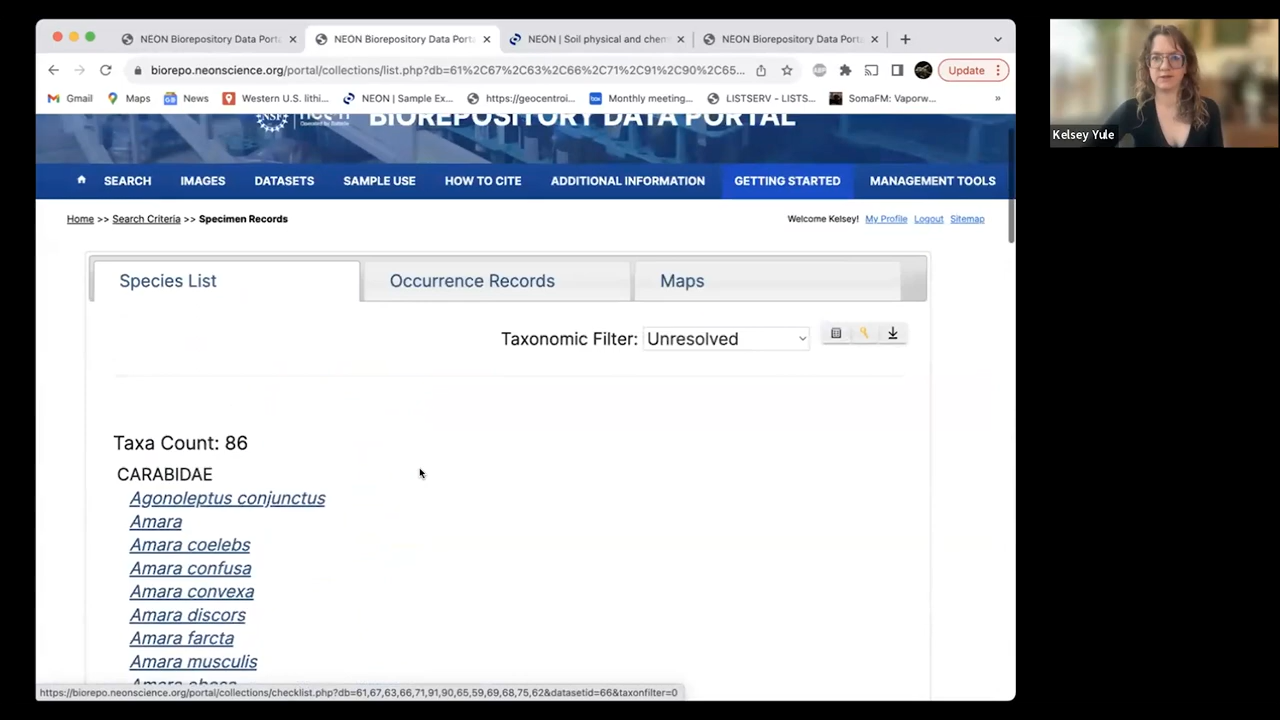 NEON Biorepository Data Porta
NEON Biorepository Data Porta
NEON | Soil physical and chem
NEON Biorepository Data Porta
biorepo.neonscience.org/portal/collections/list.php?db=61%2C67%2C63%2C66%2C71%2C91%2C90%2C65...
Update
Gmail
Maps
News
Western U.S. lithi...
NEON | Sample Ex...
https://geocentroi...
Monthly meeting...
LISTSERV - LISTS...
SomaFM: Vaporw...
»
NSF
BIOREPOSITORY DATA PORTAL
SEARCH
IMAGES
DATASETS
SAMPLE USE
HOW TO CITE
ADDITIONAL INFORMATION
GETTING STARTED
MANAGEMENT TOOLS
Home >> Search Criteria >> Specimen Records
Welcome Kelsey! My Profile Logout Sitemap
Species List
Occurrence Records
Maps
Taxonomic Filter: Unresolved
Taxa Count: 86
CARABIDAE
Agonoleptus conjunctus
Amara
Amara coelebs
Amara confusa
Amara convexa
Amara discors
Amara farcta
Amara musculis
https://biorepo.neonscience.org/portal/collections/checklist.php?db=61,67,63,66,71,91,90,65,59,69,68,75,62&datasetid=66&taxonfilter=0
Kelsey Yule